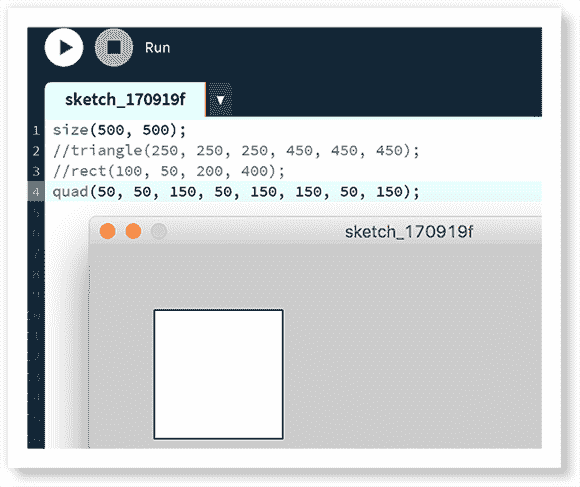 Run
sketch_170919f
1 size(500, 500);
2 //triangle(250, 250, 250, 450, 450, 450);
3 //rect(100, 50, 200, 400);
4 quad(50, 50, 150, 50, 150, 150, 50, 150);
sketch_170919f